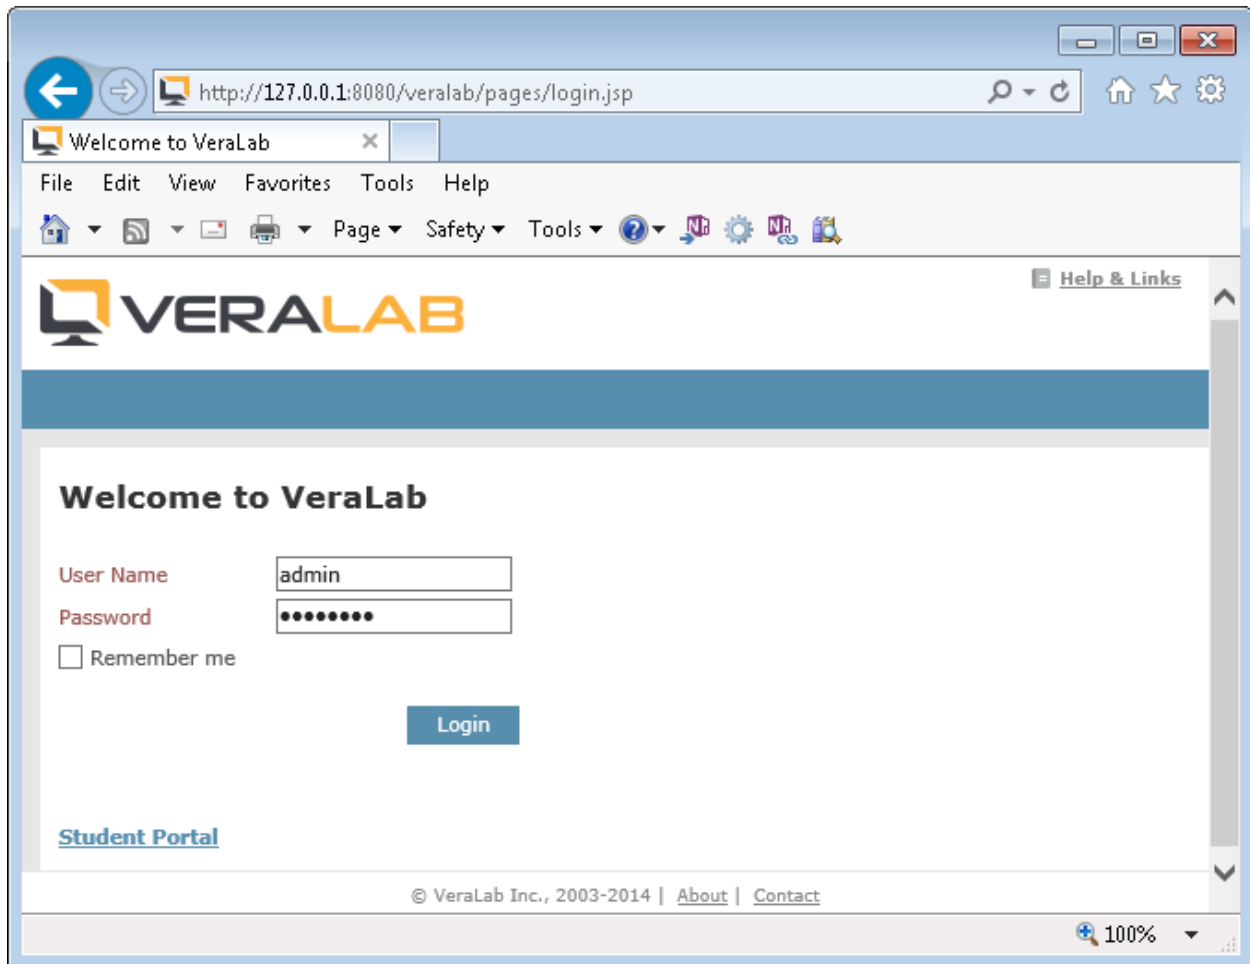 http://127.0.0.1:8080/veralab/pages/login.jsp
Welcome to VeraLab
File Edit View Favorites Tools Help
Page Safety Tools
Help & Links
VERALAB
Welcome to VeraLab
User Name admin
Password ••••••••
Remember me
Login
Student Portal
© VeraLab Inc., 2003-2014 | About | Contact
100%